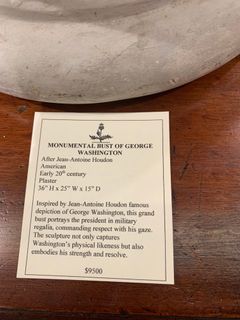 MONUMENTAL BUST OF GEORGE
WASHINGTON
After Jean-Antoine Houdon
American
Early 20th century
Plaster
36" H x 25" W x 15" D
Inspired by Jean-Antoine Houdon famous
depiction of George Washington, this grand
bust portrays the president in military
regalia, commanding respect with his gaze.
The sculpture not only captures
Washington's physical likeness but also
embodies his strength and resolve.
$9500